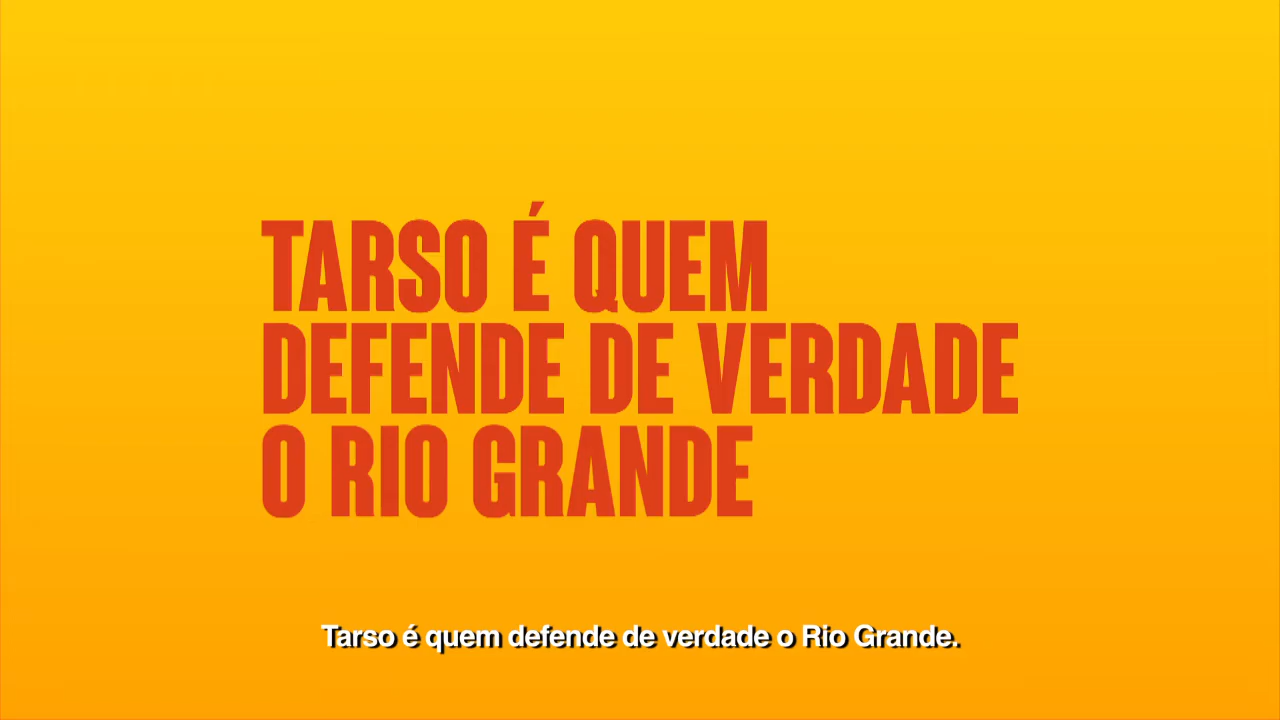 TARSO É QUEM
DEFENDE DE VERDADE
O RIO GRANDE
Tarso é quem defende de verdade o Rio Grande.